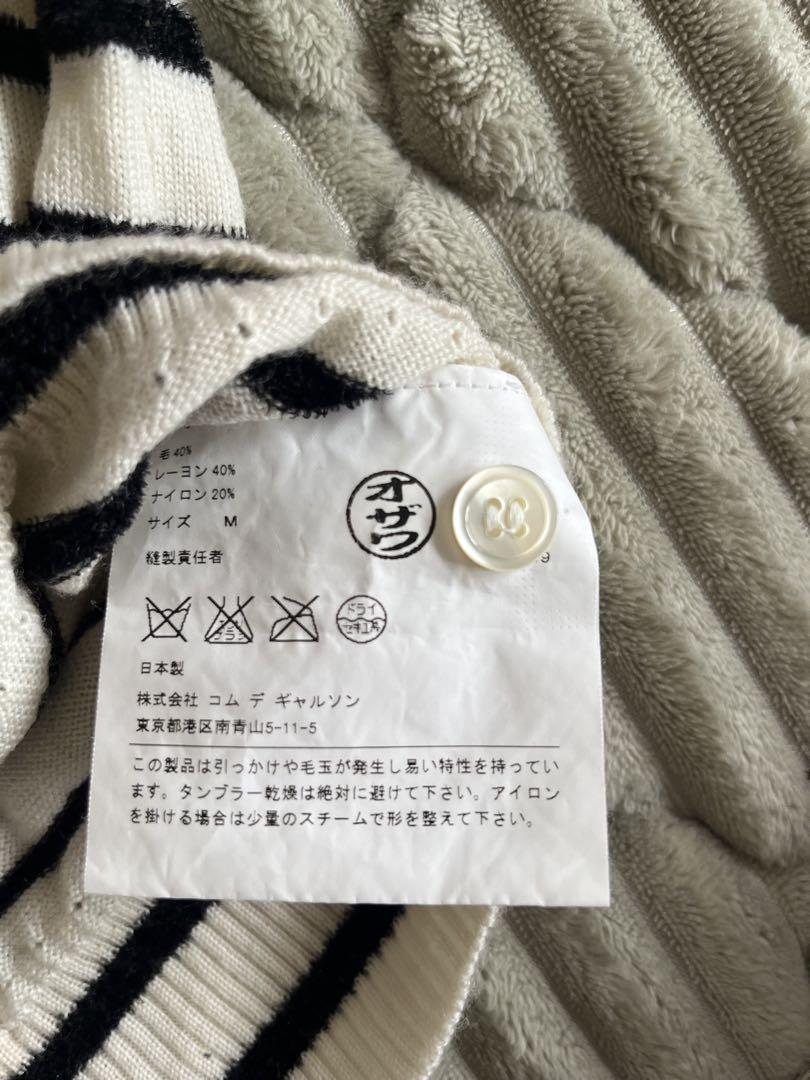 毛 40%
レーヨン 40%
ナイロン 20%
サイズ M
オザワ
縫製責任者
9
ドライ
セキユ系
日本製
株式会社 コム デ ギャルソン
東京都港区南青山5-11-5
この製品は引っかけや毛玉が発生し易い特性を持ってい
ます。タンブラー乾燥は絶対に避けて下さい。アイロン
を掛ける場合は少量のスチームで形を整えて下さい。